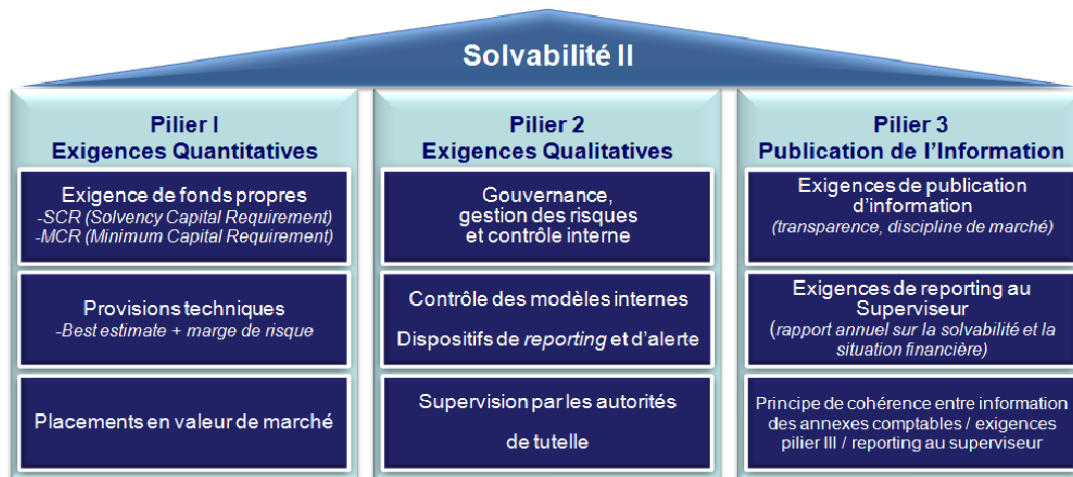 Solvabilité II
Pilier I
Exigences Quantitatives
Exigence de fonds propres
-SCR (Solvency Capital Requirement)
-MCR (Minimum Capital Requirement)
Provisions techniques
-Best estimate + marge de risque
Placements en valeur de marché
Pilier 2
Exigences Qualitatives
Gouvernance,
gestion des risques
et contrôle interne
Contrôle des modèles internes
Dispositifs de reporting et d'alerte
Supervision par les autorités
de tutelle
Pilier 3
Publication de l'Information
Exigences de publication
d'information
(transparence, discipline de marché)
Exigences de reporting au
Superviseur
(rapport annuel sur la solvabilité et la
situation financière)
Principe de cohérence entre information
des annexes comptables / exigences
pilier III / reporting au superviseur